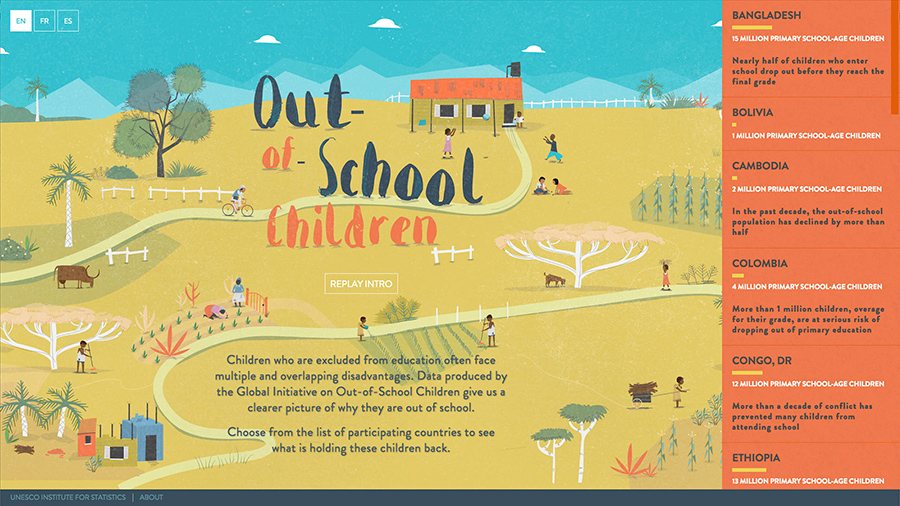 EN FR ES
Out-
of-School
Children
REPLAY INTRO
Children who are excluded from education often face
multiple and overlapping disadvantages. Data produced by
the Global Initiative on Out-of-School Children give us a
clearer picture of why they are out of school.
Choose from the list of participating countries to see
what is holding these children back.
BANGLADESH
15 MILLION PRIMARY SCHOOL-AGE CHILDREN
Nearly half of children who enter
school drop out before they reach the
final grade
BOLIVIA
1 MILLION PRIMARY SCHOOL-AGE CHILDREN
CAMBODIA
2 MILLION PRIMARY SCHOOL-AGE CHILDREN
In the past decade, the out-of-school
population has declined by more than
half
COLOMBIA
4 MILLION PRIMARY SCHOOL-AGE CHILDREN
More than 1 million children, overage
for their grade, are at serious risk of
dropping out of primary education
CONGO, DR
12 MILLION PRIMARY SCHOOL-AGE CHILDREN
More than a decade of conflict has
prevented many children from
attending school
ETHIOPIA
13 MILLION PRIMARY SCHOOL-AGE CHILDREN
UNESCO INSTITUTE FOR STATISTICS | ABOUT